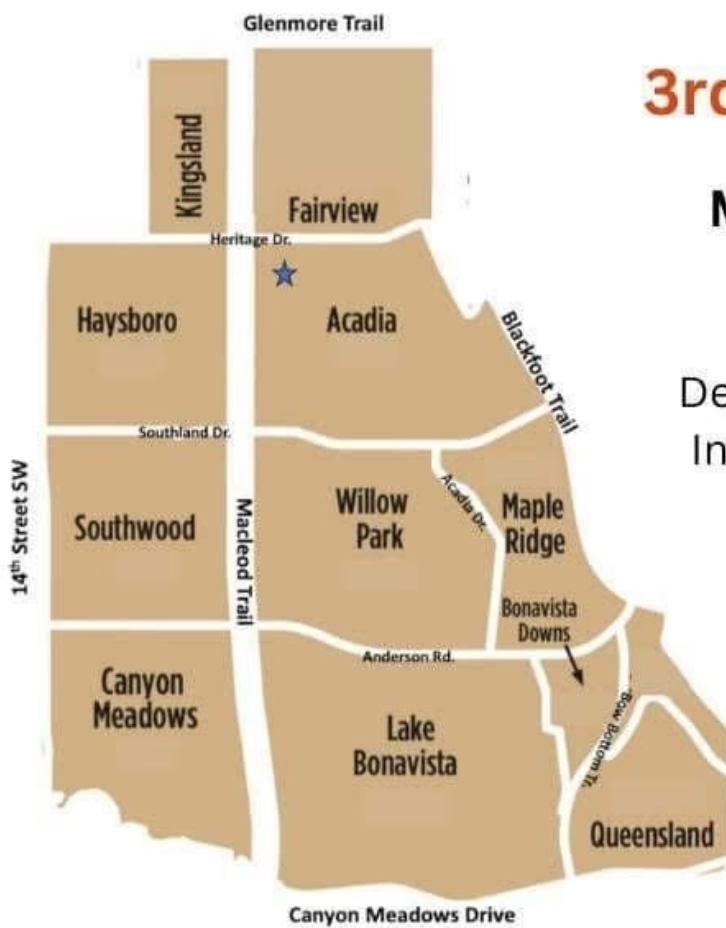 Glenmore Trail
3rd
Kingsland
Fairview
Heritage Dr.
Haysboro
Acadia
Blackfoot Trail
De
In
Southland Dr.
14th Street SW
Southwood
Macleod Trail
Willow
Park
Acadia Dr.
Maple
Ridge
Bonavista
Downs
Anderson Rd.
Canyon
Meadows
Lake
Bonavista
Bow Bottom Tr.
Queensland
Canyon Meadows Drive